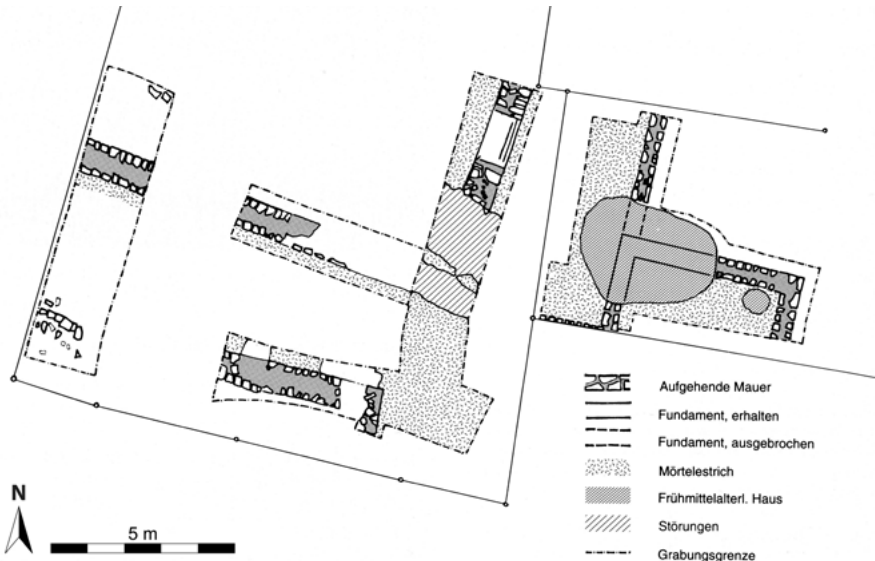 Aufgehende Mauer
Fundament, erhalten
Fundament, ausgebrochen
Mörtelestrich
Frühmittelalterl. Haus
Störungen
Grabungsgrenze
N
5 m